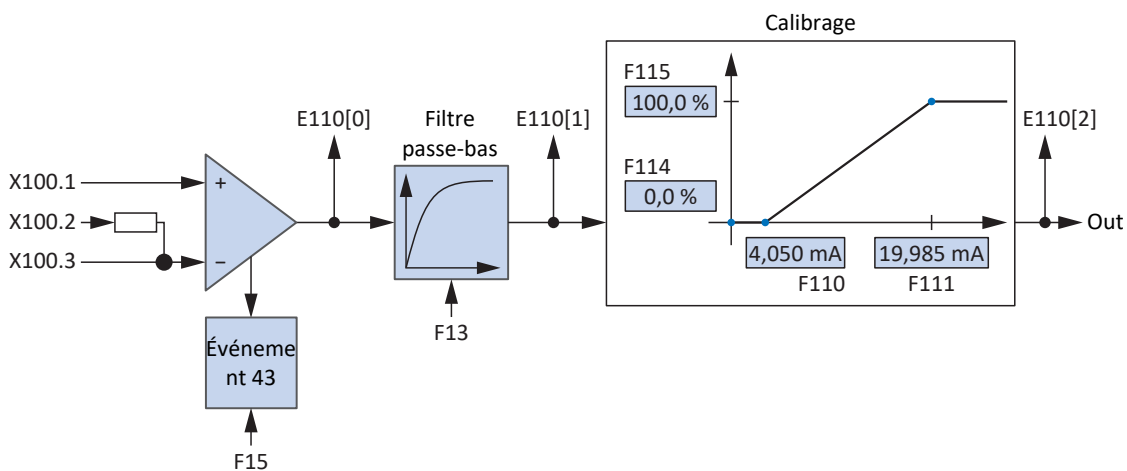 Calibrage
F115
100,0 %
F114
0,0 %
4,050 mA
19,985 mA
F110
F111
E110[0]
Filtre
passe-bas
E110[1]
E110[2]
X100.1
X100.2
X100.3
+
−
Out
F13
Événeme
nt 43
F15